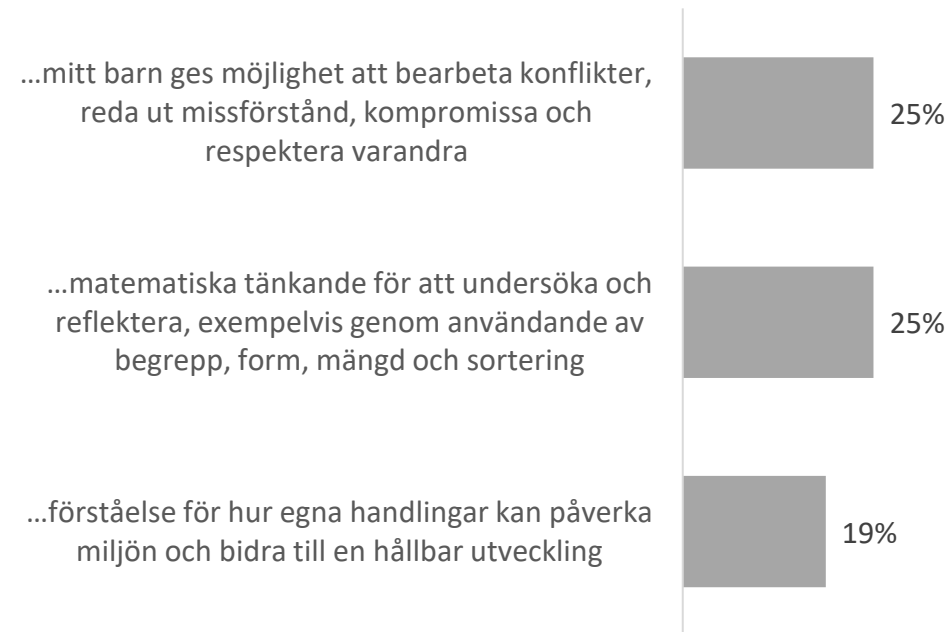 ...mitt barn ges möjlighet att bearbeta konflikter,
reda ut missförstånd, kompromissa och
respektera varandra
25%
...matematiska tänkande för att undersöka och
reflektera, exempelvis genom användande av
begrepp, form, mängd och sortering
25%
...förståelse för hur egna handlingar kan påverka
miljön och bidra till en hållbar utveckling
19%